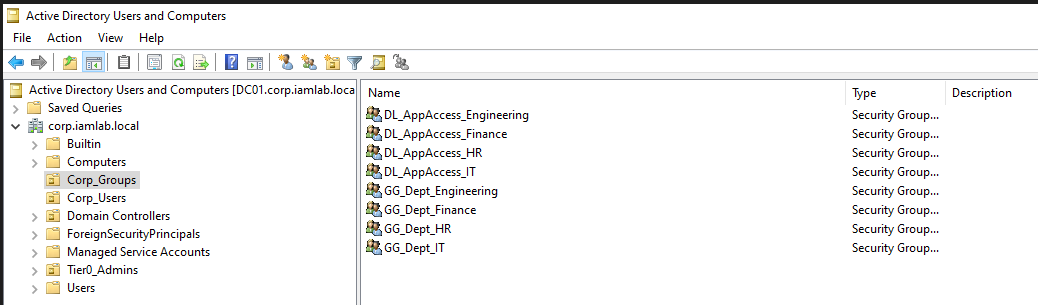 Active Directory Users and Computers
File Action View Help
Active Directory Users and Computers [DC01.corp.iamlab.loca
Saved Queries
corp.iamlab.local
Builtin
Computers
Corp_Groups
Corp_Users
Domain Controllers
ForeignSecurityPrincipals
Managed Service Accounts
Tier0_Admins
Users
Name Type Description
DL_AppAccess_Engineering Security Group...
DL_AppAccess_Finance Security Group...
DL_AppAccess_HR Security Group...
DL_AppAccess_IT Security Group...
GG_Dept_Engineering Security Group...
GG_Dept_Finance Security Group...
GG_Dept_HR Security Group...
GG_Dept_IT Security Group...